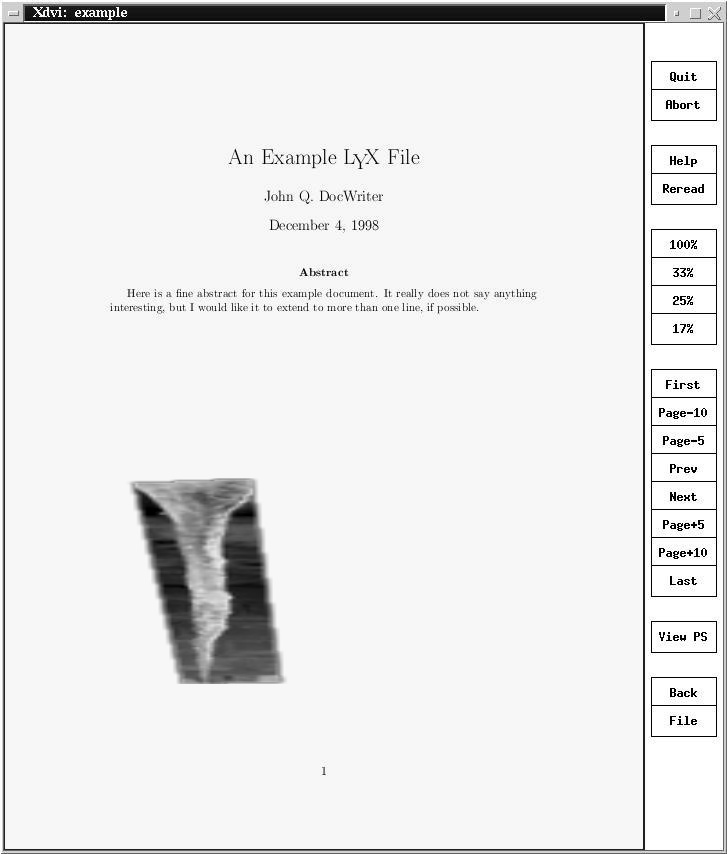 Xdvi: example
An Example LYX File
John Q. DocWriter
December 4, 1998
Abstract
Here is a fine abstract for this example document. It really does not say anything
interesting, but I would like it to extend to more than one line, if possible.
1
Quit
Abort
Help
Reread
100%
33%
25%
17%
First
Page-10
Page-5
Prev
Next
Page+5
Page+10
Last
View PS
Back
File